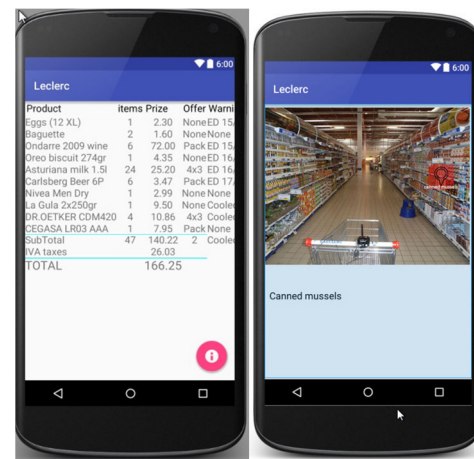 6:00
Leclerc
Product items Prize Offer Warni
Eggs (12 XL) 1 2.30 None ED 15/
Baguette 2 1.60 None None
Ondarre 2009 wine 6 72.00 Pack ED 15/
Oreo biscuit 274gr 1 4.35 None ED 16/
Asturiana milk 1.5l 24 25.20 4x3 ED 16/
Carlsberg Beer 6P 6 3.47 Pack ED 17/
Nivea Men Dry 1 2.99 None None
La Gula 2x250gr 1 9.50 None Cooler
DR.OETKER CDM420 4 10.86 4x3 Cooler
CEGASA LR03 AAA 1 7.95 Pack None
SubTotal 47 140.22 2 Cooler
IVA taxes 26.03
TOTAL 166.25
6:00
Leclerc
canned mussels
Canned mussels